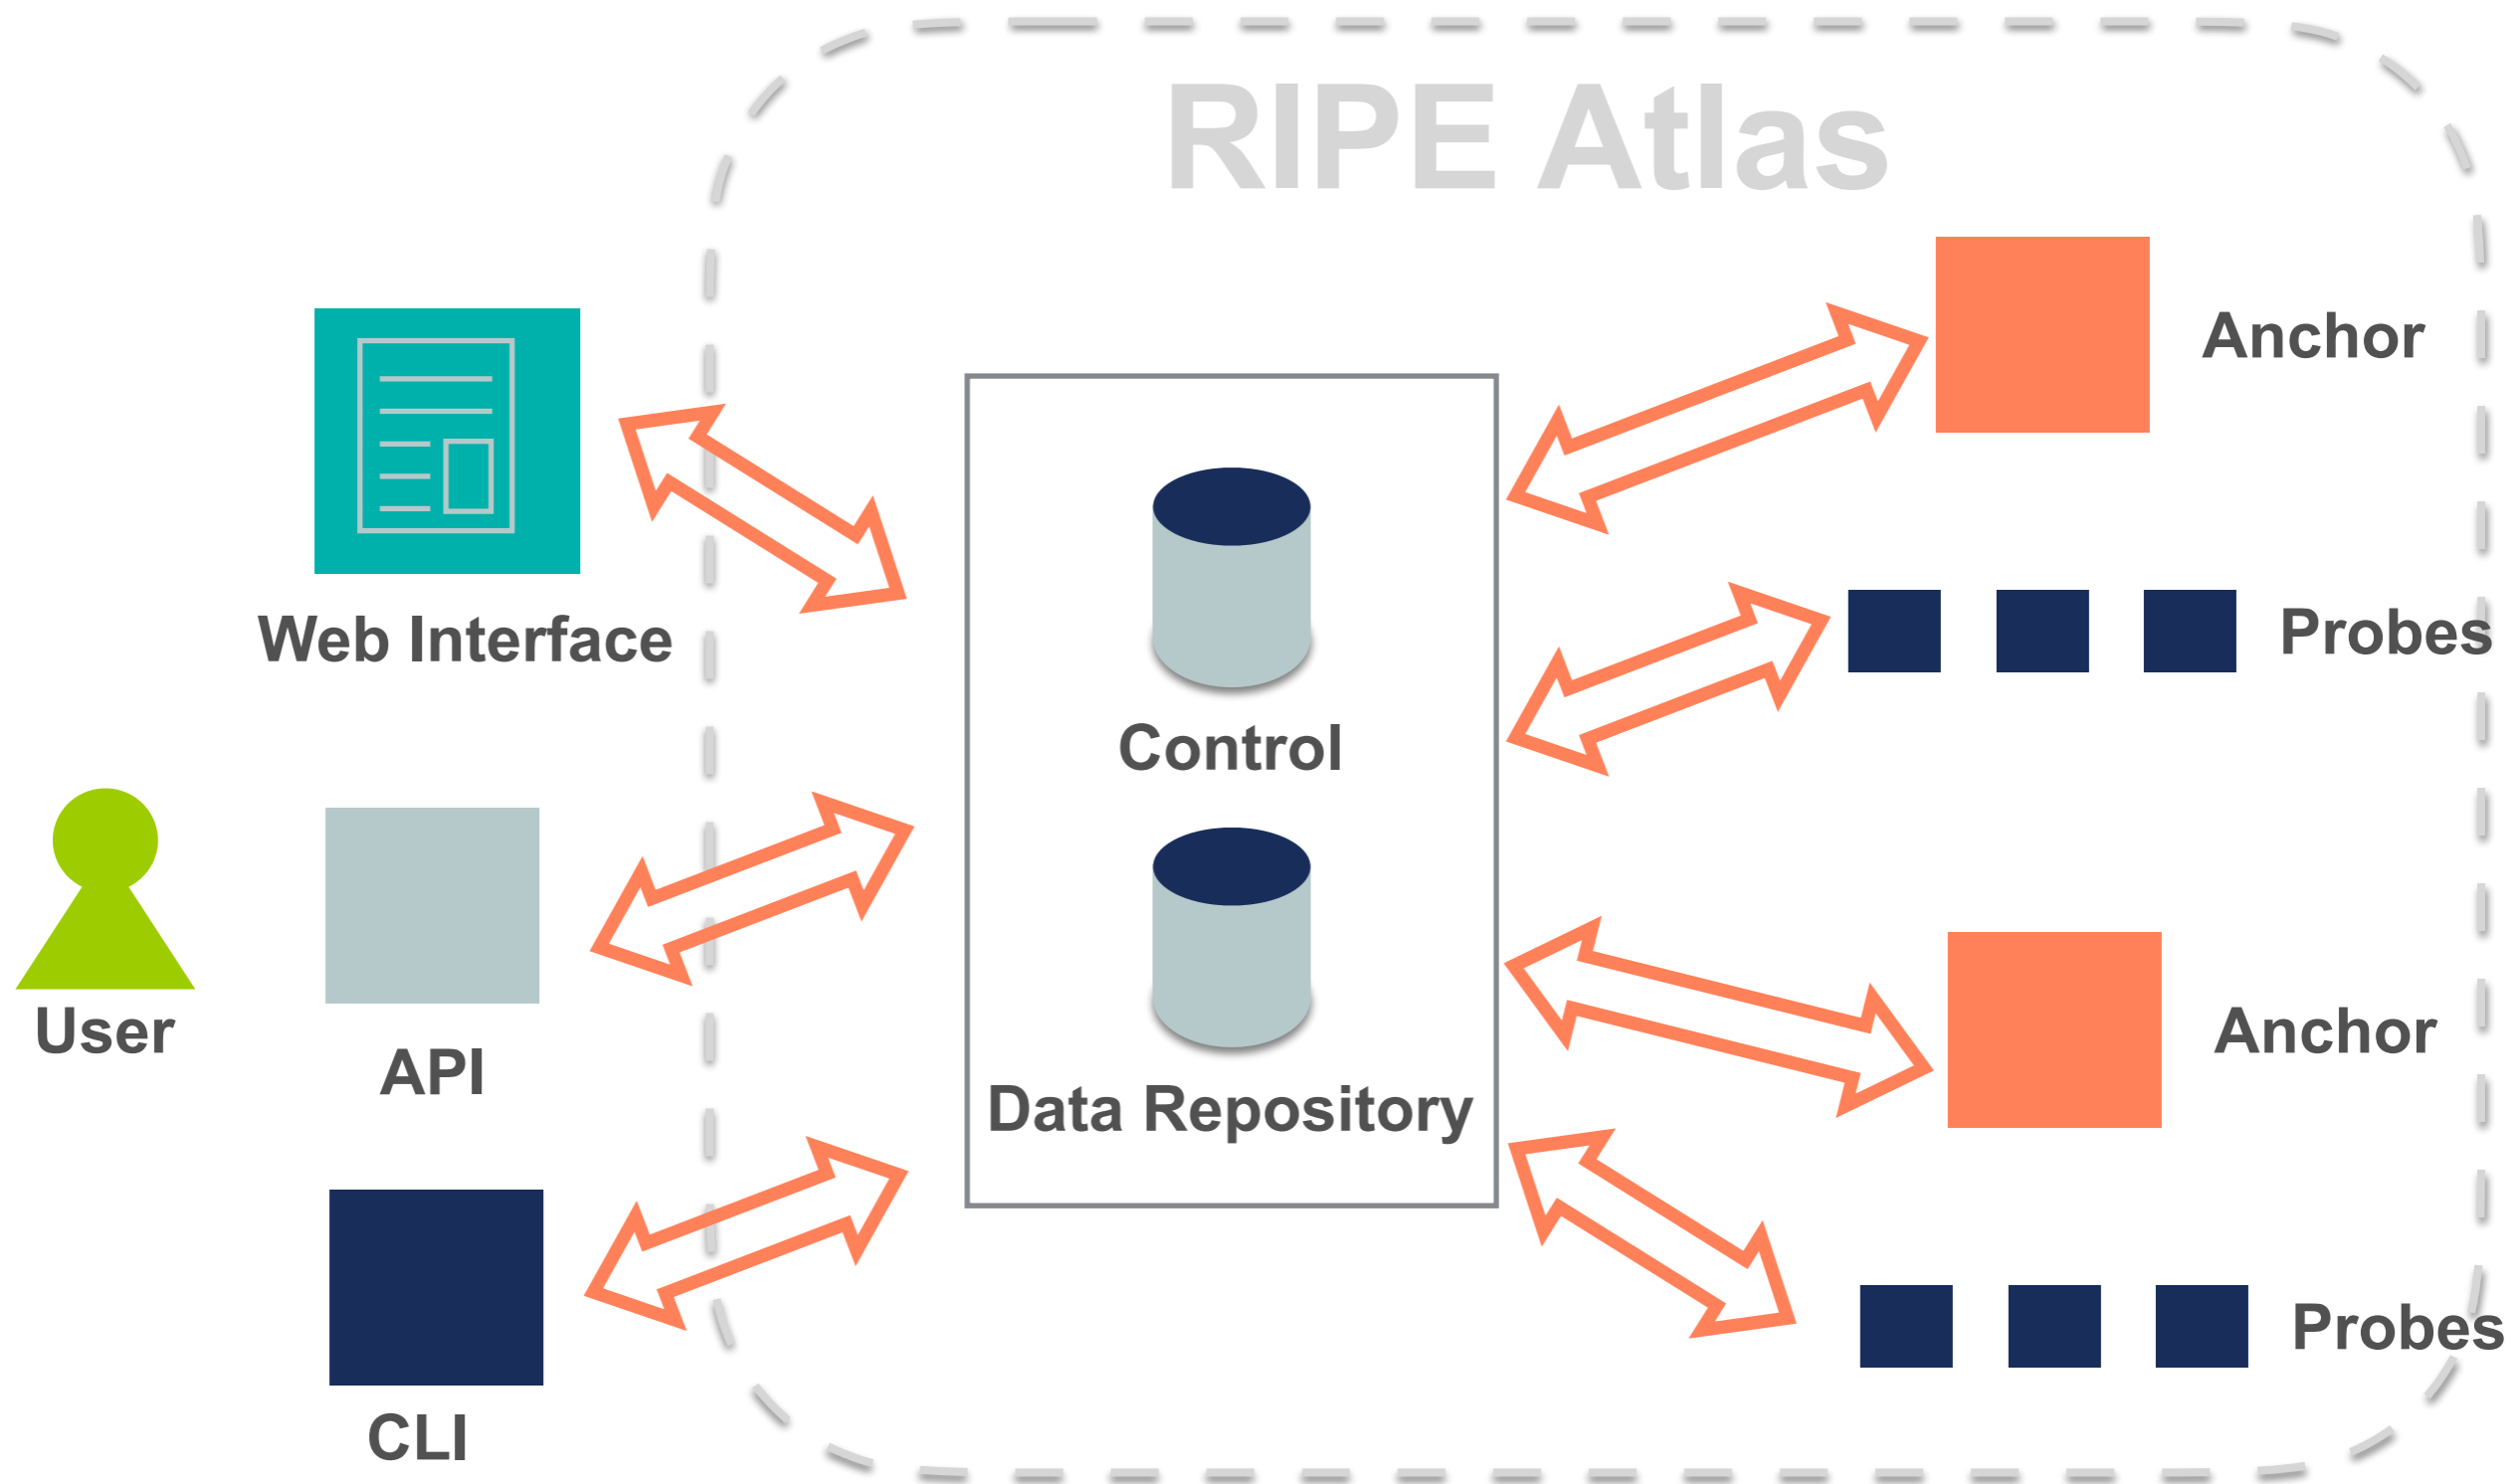 RIPE Atlas
Anchor
Web Interface
Probes
Control
User
API
Data Repository
Anchor
CLI
Probes